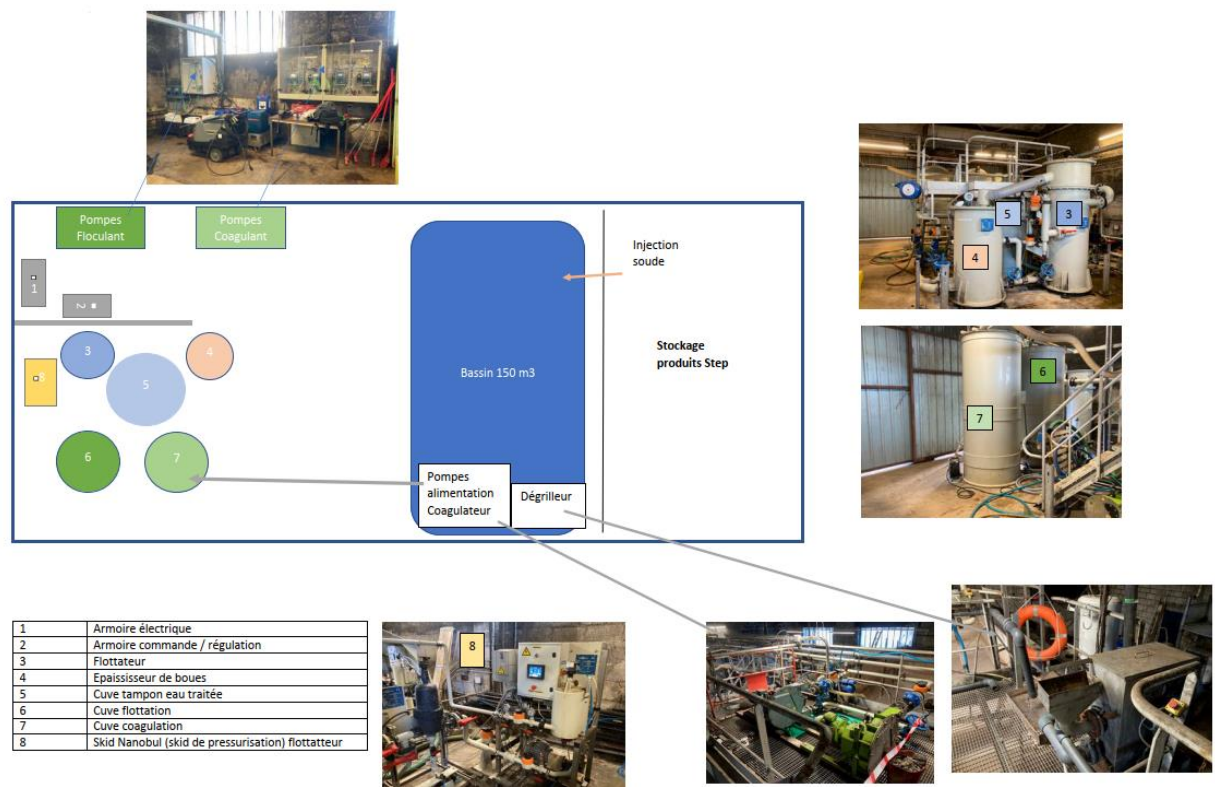 Pompes
Floculant
Pompes
Coagulant
1
2
3
4
5
6
7
8
Bassin 150 m3
Injection
soude
Stockage
produits Step
Pompes
alimentation
Coagulateur
Dégrilleur
5
3
4
6
7
8
1 Armoire électrique
2 Armoire commande / régulation
3 Flottateur
4 Epaississeur de boues
5 Cuve tampon eau traitée
6 Cuve flottation
7 Cuve coagulation
8 Skid Nanobul (skid de pressurisation) flottatteur